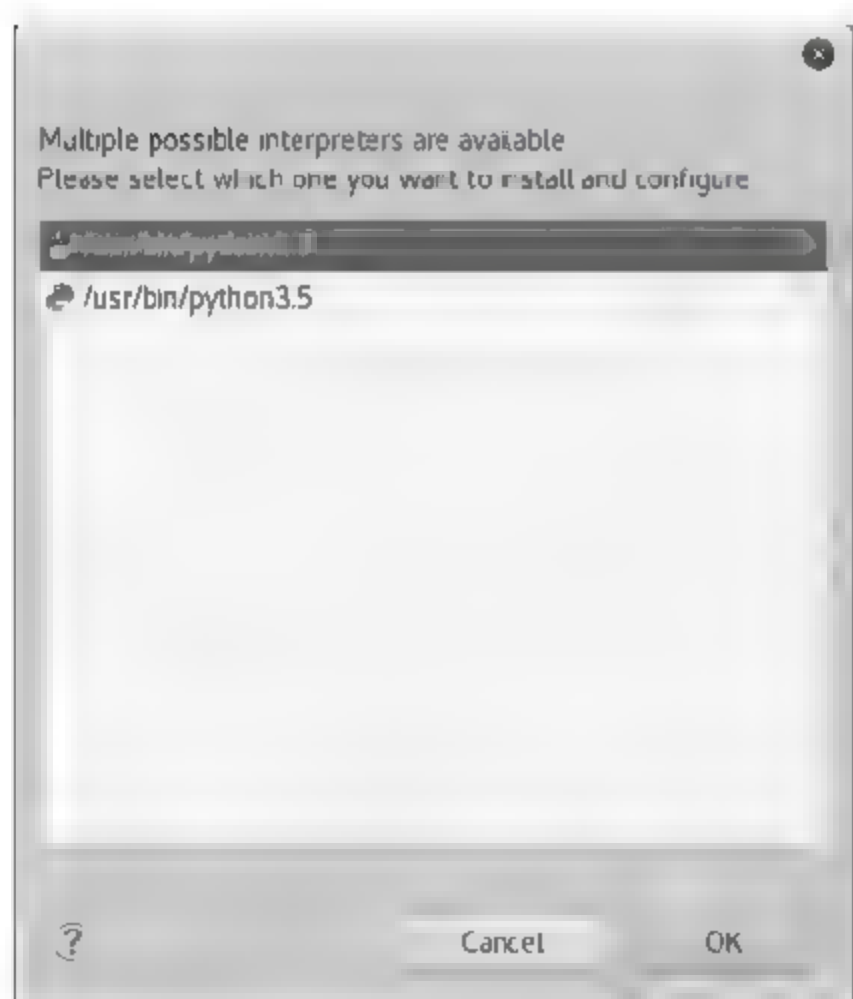 Multiple possible interpreters are available
Please select which one you want to install and configure
/usr/bin/python3.5
Cancel
OK